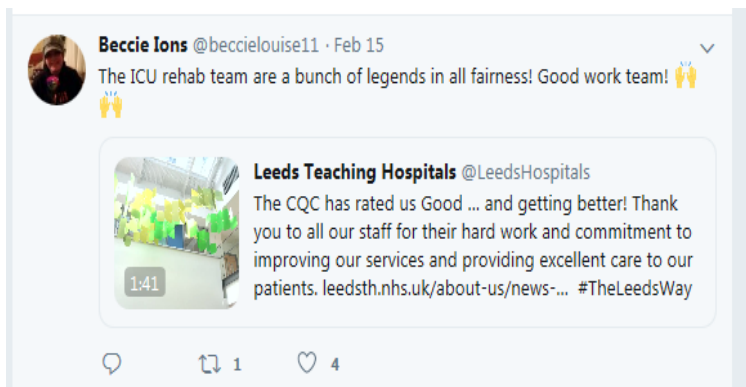 Beccie Ions @beccielouise11 · Feb 15
The ICU rehab team are a bunch of legends in all fairness! Good work team! 🙌
🙌
Leeds Teaching Hospitals @LeedsHospitals
The CQC has rated us Good ... and getting better! Thank
you to all our staff for their hard work and commitment to
improving our services and providing excellent care to our
patients. leedsth.nhs.uk/about-us/news-... #TheLeedsWay
1:41
1 4